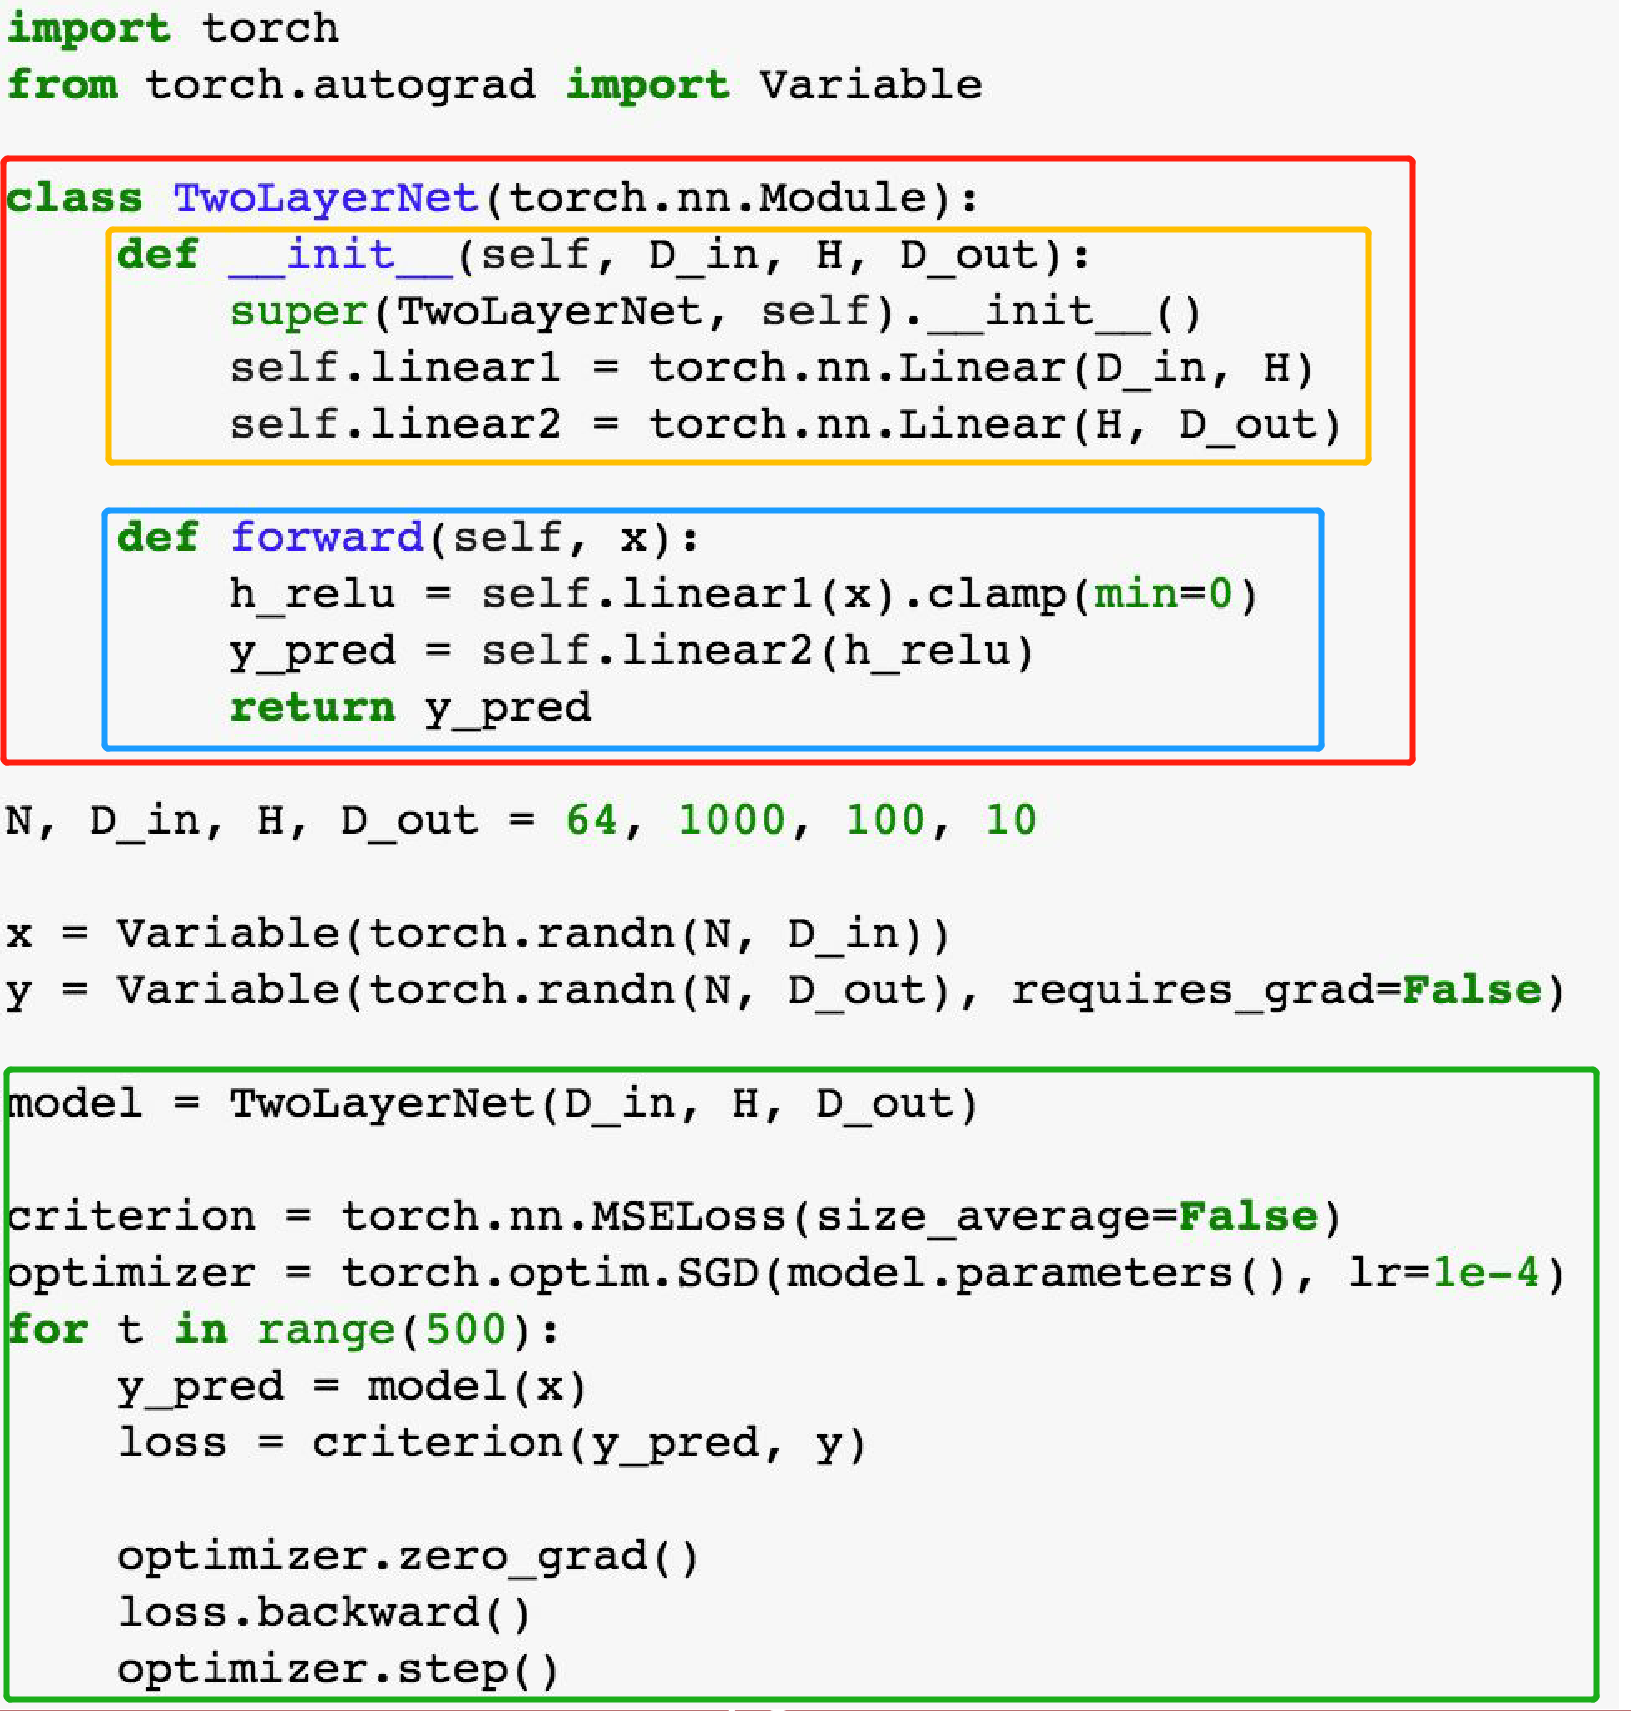 import torch
from torch.autograd import Variable
class TwoLayerNet(torch.nn.Module):
    def __init__(self, D_in, H, D_out):
        super(TwoLayerNet, self).__init__()
        self.linear1 = torch.nn.Linear(D_in, H)
        self.linear2 = torch.nn.Linear(H, D_out)
    def forward(self, x):
        h_relu = self.linear1(x).clamp(min=0)
        y_pred = self.linear2(h_relu)
        return y_pred
N, D_in, H, D_out = 64, 1000, 100, 10
x = Variable(torch.randn(N, D_in))
y = Variable(torch.randn(N, D_out), requires_grad=False)
model = TwoLayerNet(D_in, H, D_out)
criterion = torch.nn.MSELoss(size_average=False)
optimizer = torch.optim.SGD(model.parameters(), lr=1e-4)
for t in range(500):
    y_pred = model(x)
    loss = criterion(y_pred, y)
    optimizer.zero_grad()
    loss.backward()
    optimizer.step()